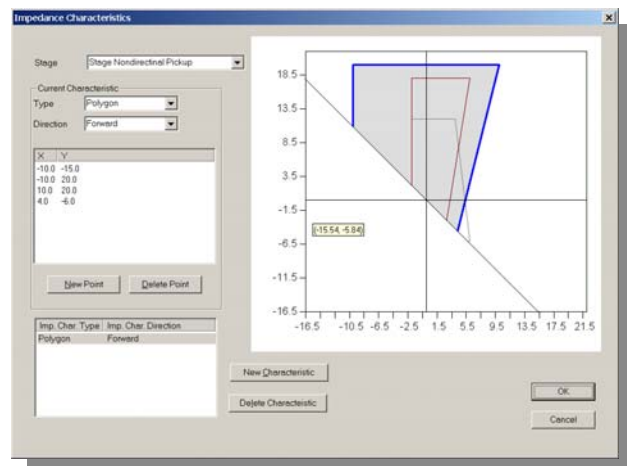 Impedance Characteristics
Stage
Stage Nondirectinal Pickup
Current Characteristic
Type
Polygon
Direction
Forward
X Y
-10.0 -15.0
-10.0 20.0
10.0 20.0
4.0 -6.0
New Point
Delete Point
Imp. Char. Type Imp. Char. Direction
Polygon Forward
18.5
13.5
8.5
3.5
-1.5
-6.5
-11.5
-16.5
-16.5 -10.5 -6.5 -2.5 1.5 5.5 9.5 13.5 17.5 21.5
(-15.54, -5.84)
New Characteristic
Delete Characteistic
OK
Cancel